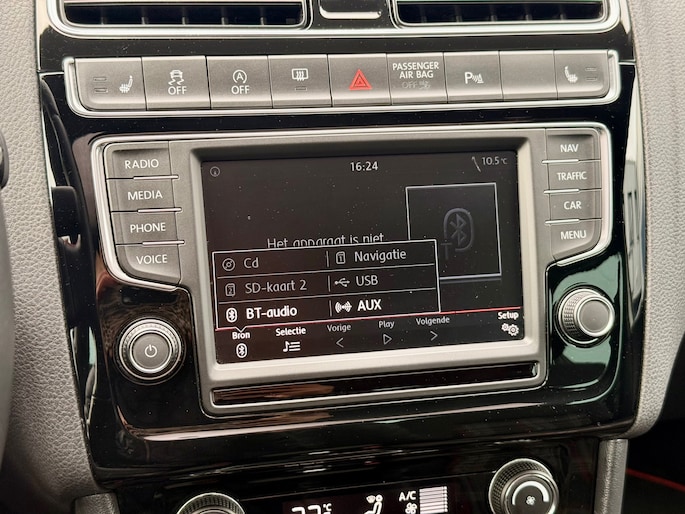 OFF
OFF
PASSENGER
AIR BAG
OFF
P
RADIO
MEDIA
PHONE
VOICE
16:24
10.5°C
Het apparaat is niet
Cd
Navigatie
SD-kaart 2
USB
BT-audio
AUX
Bron
Selectie
Vorige
Play
Volgende
Setup
NAV
TRAFFIC
CAR
MENU
A/C